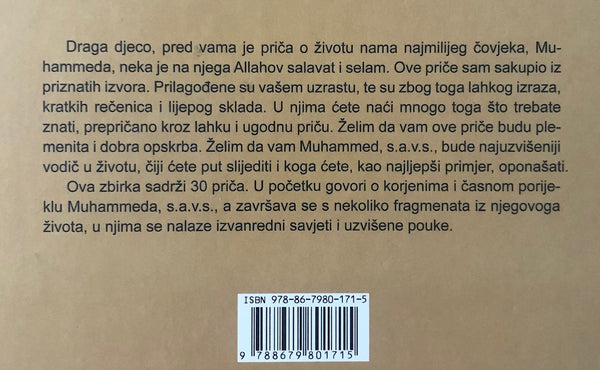 Draga djeco, pred vama je priča o životu nama najmilijeg čovjeka, Mu-
hammeda, neka je na njega Allahov salavat i selam. Ove priče sam sakupio iz
priznatih izvora. Prilagođene su vašem uzrastu, te su zbog toga lahkog izraza,
kratkih rečenica i lijepog sklada. U njima ćete naći mnogo toga što trebate
znati, prepričano kroz lahku i ugodnu priču. Želim da vam ove priče budu ple-
menita i dobra opskrba. Želim da vam Muhammed, s.a.v.s., bude najuzvišeniji
vodič u životu, čiji ćete put slijediti i koga ćete, kao najljepši primjer, oponašati.
Ova zbirka sadrži 30 priča. U početku govori o korjenima i časnom porije-
klu Muhammeda, s.a.v.s., a završava se s nekoliko fragmenata iz njegovoga
života, u njima se nalaze izvanredni savjeti i uzvišene pouke.
ISBN 978-86-7980-171-5
9 788679 801715